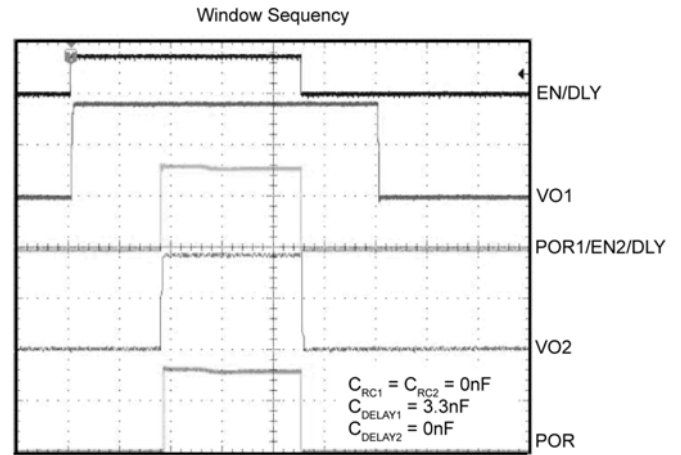 Window Sequency
EN/DLY
VO1
POR1/EN2/DLY
VO2
C_RC1 = C_RC2 = 0nF
C_DELAY1 = 3.3nF
C_DELAY2 = 0nF
POR